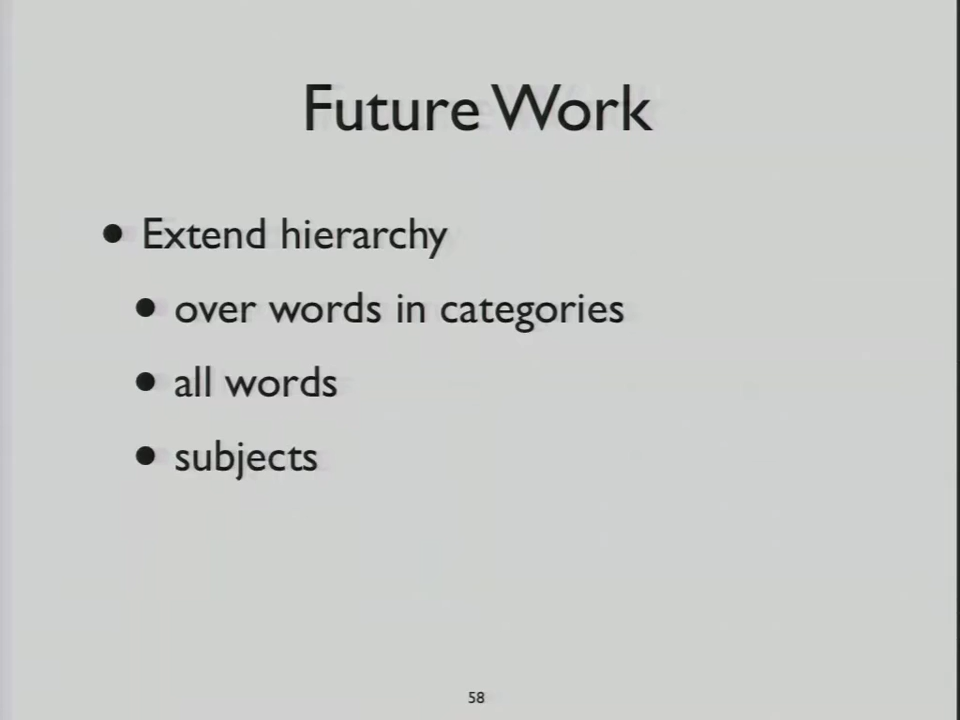 Future Work
• Extend hierarchy
• over words in categories
• all words
• subjects
58